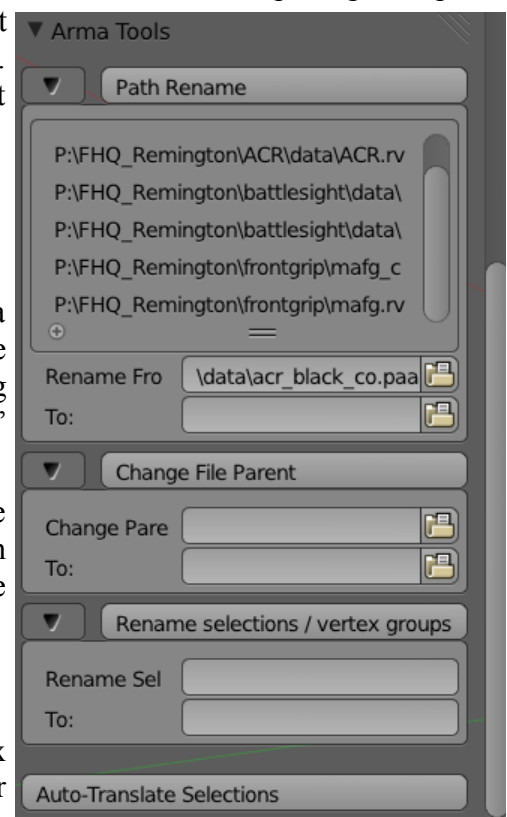 Arma Tools
Path Rename
P:\FHQ_Remington\ACR\data\ACR.rv
P:\FHQ_Remington\battlesight\data\
P:\FHQ_Remington\battlesight\data\
P:\FHQ_Remington\frontgrip\mafg_c
P:\FHQ_Remington\frontgrip\mafg.rv
Rename Fro \data\acr_black_co.paa
To:
Change File Parent
Change Pare
To:
Rename selections / vertex groups
Rename Sel
To:
Auto-Translate Selections